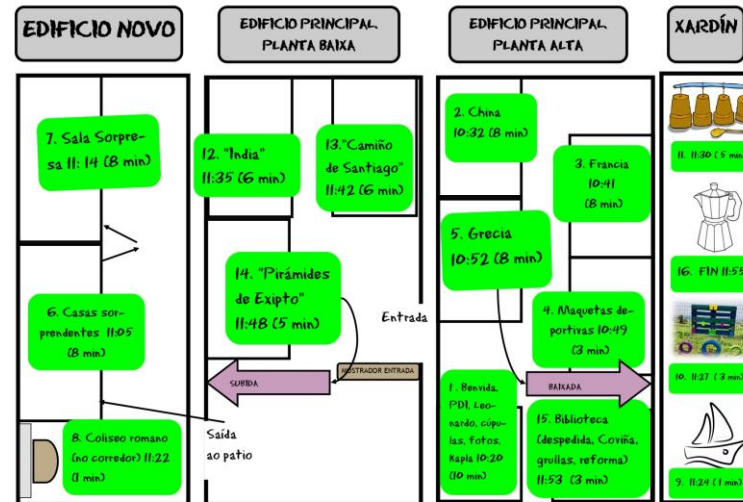 EDIFICIO NOVO
7. Sala Sorpre-
sa 11: 14 (8 min)
6. Casas sor-
prendentes 11:05
(8 min)
8. Coliseo romano
(no corredor) 11:22
(1 min)
Saída
ao patio
EDIFICIO PRINCIPAL
PLANTA BAIXA
12. "India"
11:35 (6 min)
13."Camiño
de Santiago"
11:42 (6 min)
14. "Pirámides
de Exipto"
11:48 (5 min)
Entrada
MOSTRADOR ENTRADA
SUBIDA
EDIFICIO PRINCIPAL
PLANTA ALTA
2. China
10:32 (8 min)
3. Francia
10:41
(8 min)
5. Grecia
10:52 (8 min)
4. Maquetas de-
portivas 10:49
(3 min)
BAIXADA
1. Benvida,
PDI, Leo-
nardo, cúpu-
las, fotos,
Kapla 10:20
(10 min)
15. Biblioteca
(despedida, Coviña,
grullas, reforma)
11:53 (3 min)
XARDÍN
11. 11:30 ( 5 min
16. FIN 11:55
10. 11:27 ( 3 min)
9. 11:24 ( 1 min)